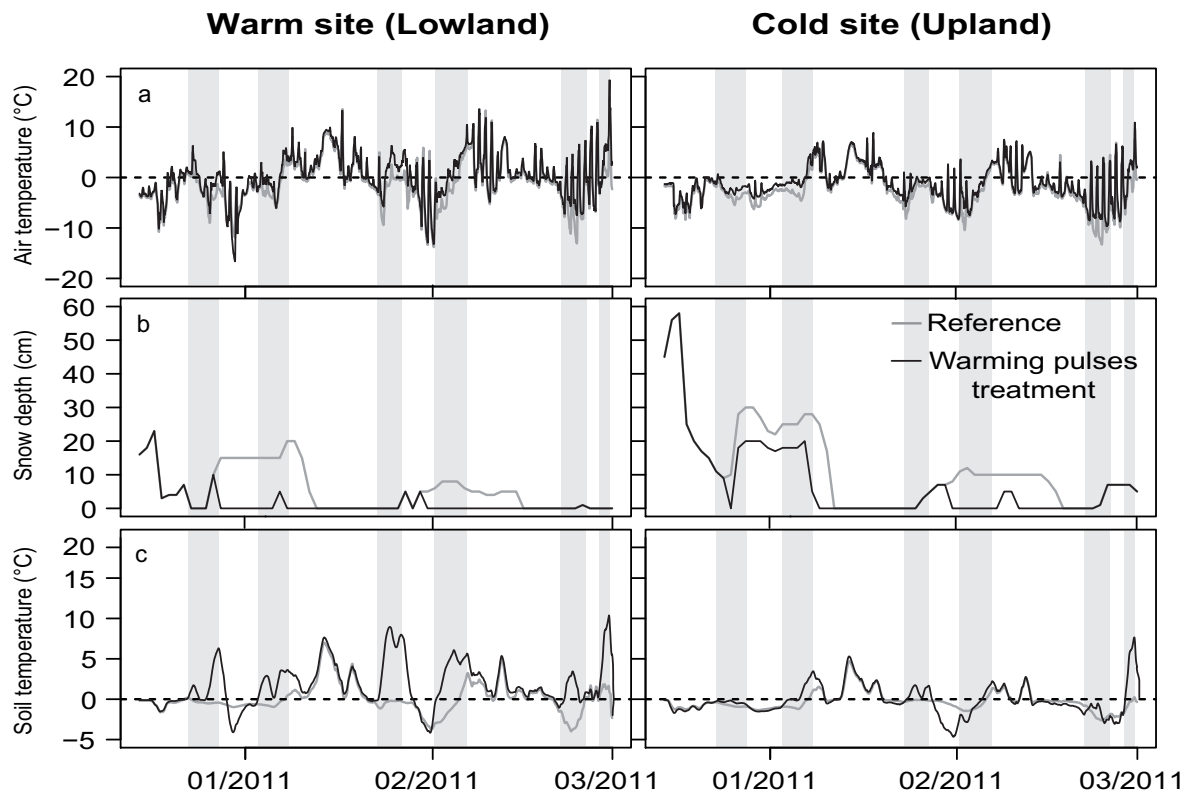 Warm site (Lowland)
Cold site (Upland)
Air temperature (°C)
a
20
10
0
−10
−20
Snow depth (cm)
b
60
50
40
30
20
10
0
Reference
Warming pulses
treatment
Soil temperature (°C)
c
20
15
10
5
0
−5
01/2011
02/2011
03/2011
01/2011
02/2011
03/2011